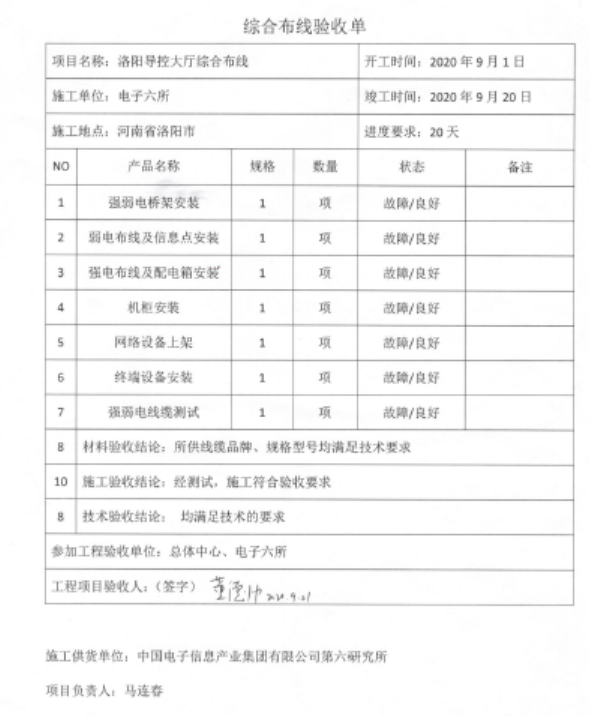 综合布线验收单
项目名称：洛阳导控大厅综合布线 开工时间：2020 年 9 月 1 日
施工单位：电子六所 竣工时间：2020 年 9 月 20 日
施工地点：河南省洛阳市 进度要求：20 天
NO 产品名称 规格 数量 状态 备注
1 强弱电桥架安装 1 项 故障/良好
2 弱电布线及信息点安装 1 项 故障/良好
3 强电布线及配电箱安装 1 项 故障/良好
4 机柜安装 1 项 故障/良好
5 网络设备上架 1 项 故障/良好
6 终端设备安装 1 项 故障/良好
7 强弱电线缆测试 1 项 故障/良好
8 材料验收结论：所供线缆品牌、规格型号均满足技术要求
10 施工验收结论：经测试，施工符合验收要求
8 技术验收结论： 均满足技术的要求
参加工程验收单位：总体中心、电子六所
工程项目验收人：（签字） 2020.9.21
施工供货单位：中国电子信息产业集团有限公司第六研究所
项目负责人：马连春